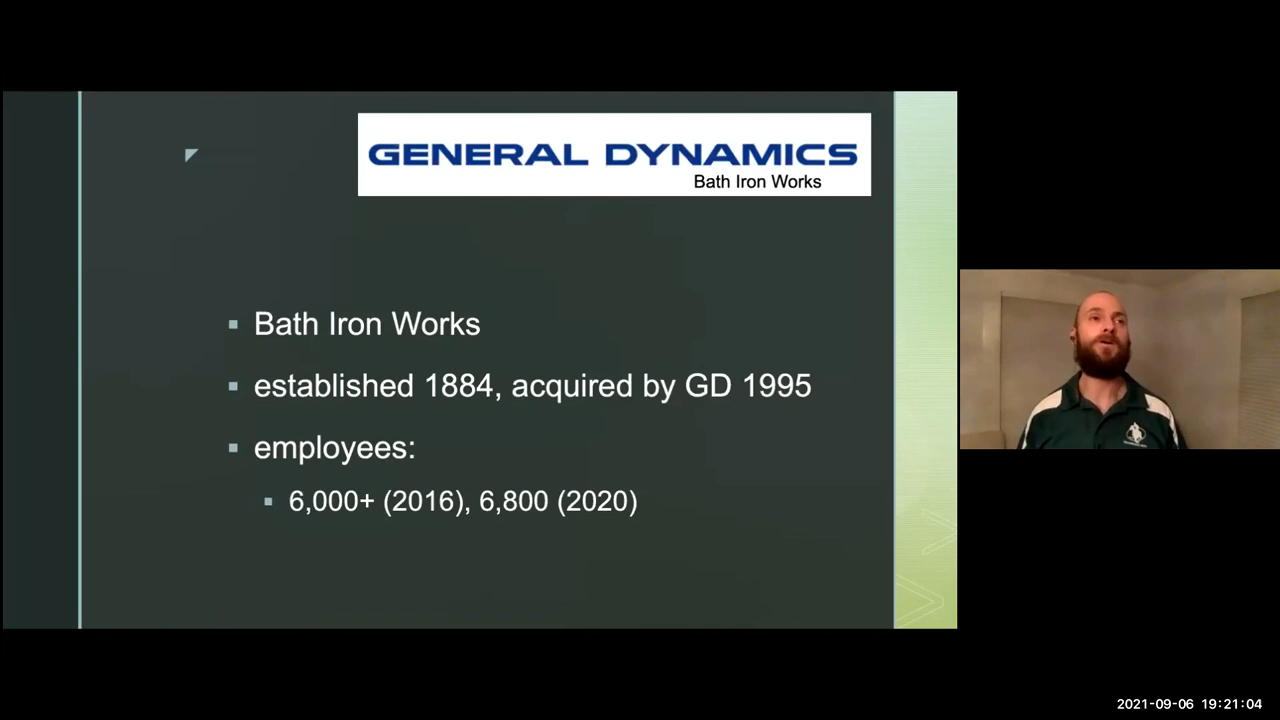 GENERAL DYNAMICS
Bath Iron Works
Bath Iron Works
established 1884, acquired by GD 1995
employees:
6,000+ (2016), 6,800 (2020)
2021-09-06 19:21:04